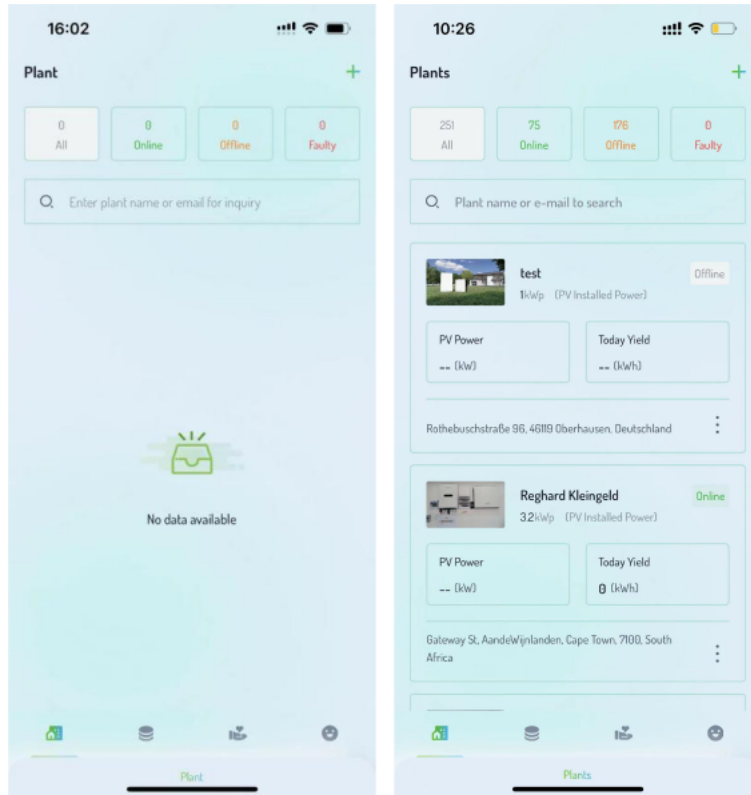 16:02
Plant
+
0
All
0
Online
0
Offline
0
Faulty
Enter plant name or email for inquiry
No data available
Plant
10:26
Plants
+
251
All
75
Online
176
Offline
0
Faulty
Plant name or e-mail to search
test
Offline
1kWp (PV Installed Power)
PV Power
Today Yield
-- (kW)
-- (kWh)
Rothebuschstraße 96, 46119 Oberhausen, Deutschland
Reghard Kleingeld
Online
3.2kWp (PV Installed Power)
PV Power
Today Yield
-- (kW)
0 (kWh)
Gateway St, AandeWijnlanden, Cape Town, 7100, South
Africa
Plants